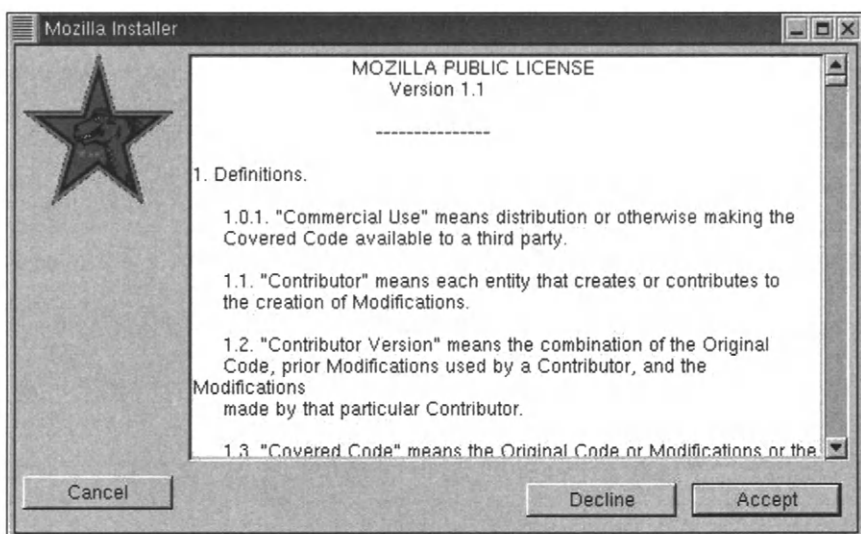 Mozilla Installer
MOZILLA PUBLIC LICENSE
Version 1.1
---------------
1. Definitions.
1.0.1. "Commercial Use" means distribution or otherwise making the
Covered Code available to a third party.
1.1. "Contributor" means each entity that creates or contributes to
the creation of Modifications.
1.2. "Contributor Version" means the combination of the Original
Code, prior Modifications used by a Contributor, and the
Modifications
made by that particular Contributor.
1.3. "Covered Code" means the Original Code or Modifications or the
Cancel
Decline
Accept